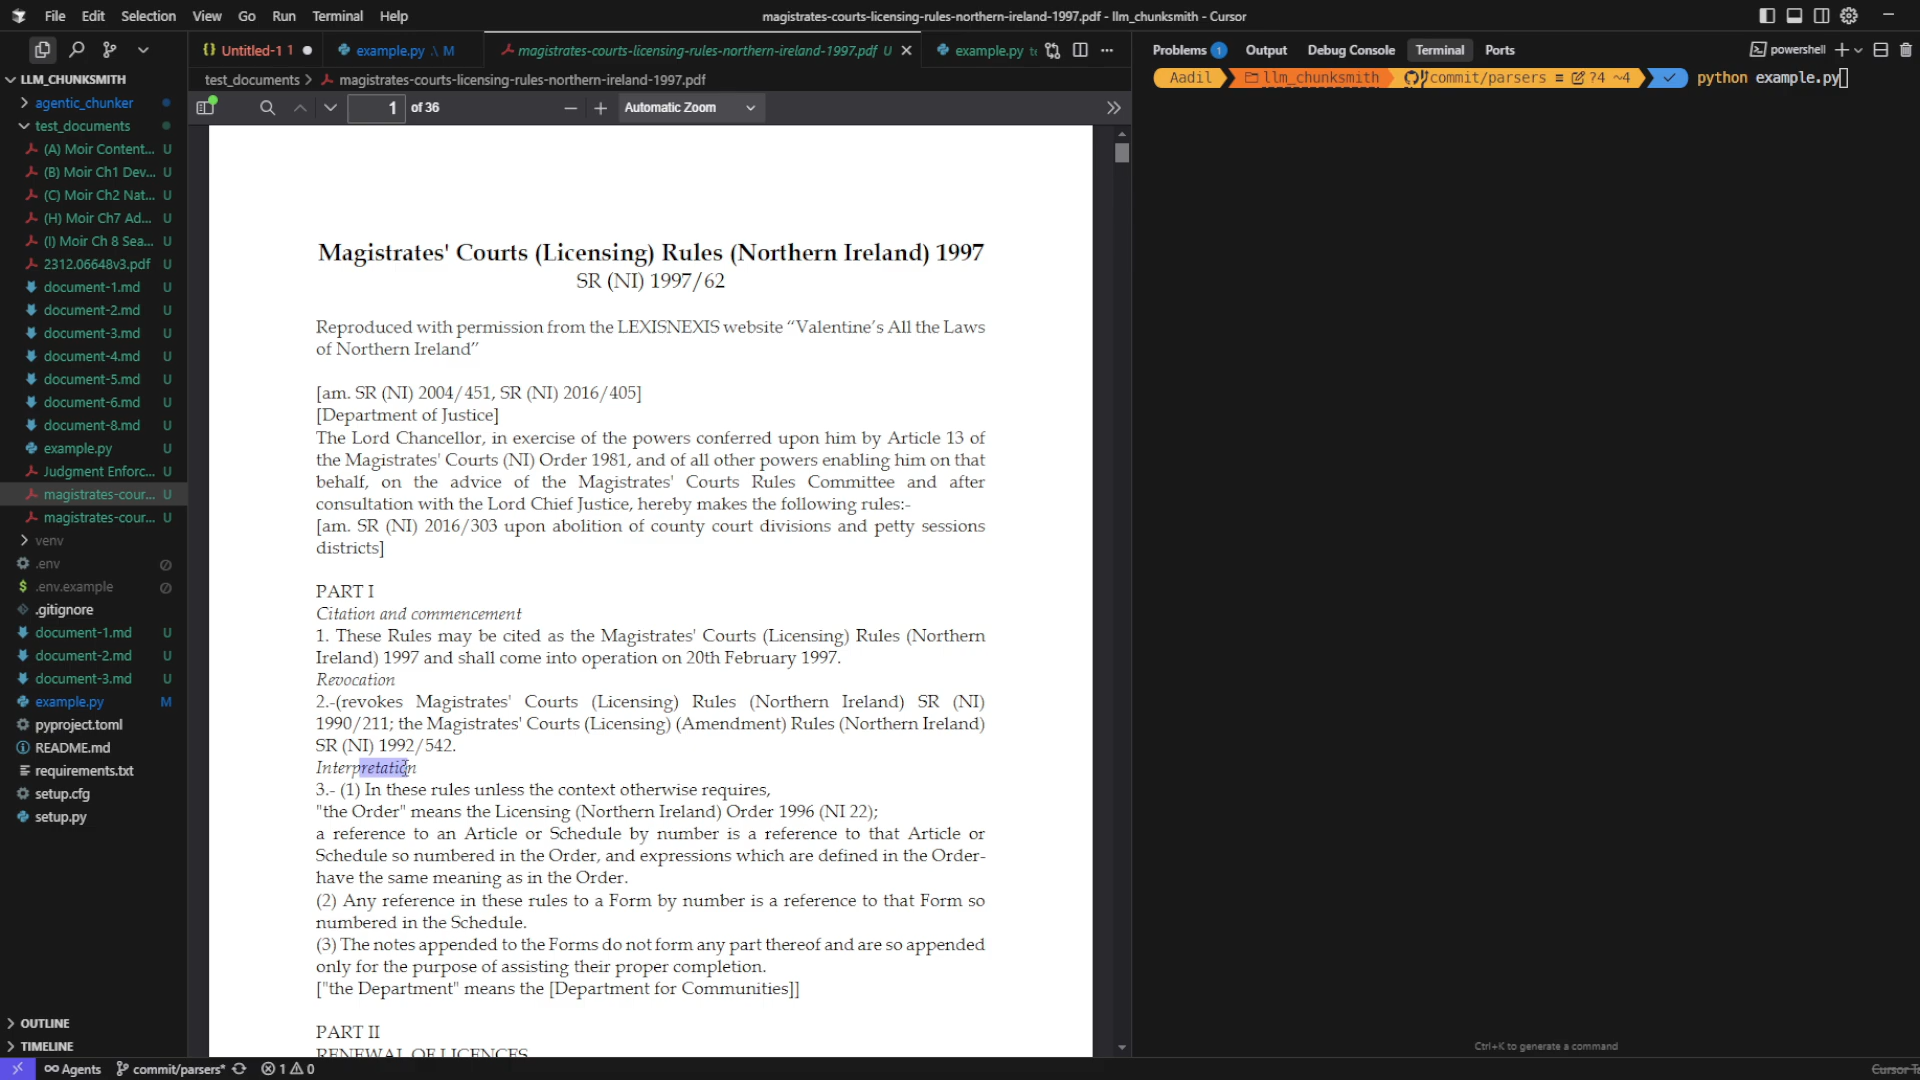 File Edit Selection View Go Run Terminal Help
magistrates-courts-licensing-rules-northern-ireland-1997.pdf - llm_chunksmith - Cursor
Untitled-1 1
example.py .\ M
magistrates-courts-licensing-rules-northern-ireland-1997.pdf U
example.py
Problems 1 Output Debug Console Terminal Ports
powershell
LLM_CHUNKSMITH
test_documents > magistrates-courts-licensing-rules-northern-ireland-1997.pdf
Aadil llm_chunksmith commit/parsers ≡ ?4 ~4 python example.py
1 of 36
Automatic Zoom
agentic_chunker
test_documents
(A) Moir Content... U
(B) Moir Ch1 Dev... U
(C) Moir Ch2 Nat... U
(H) Moir Ch7 Ad... U
(I) Moir Ch 8 Sea... U
2312.06648v3.pdf U
document-1.md U
document-2.md U
document-3.md U
document-4.md U
document-5.md U
document-6.md U
document-8.md U
example.py U
Judgment Enforc... U
magistrates-cour... U
magistrates-cour... U
venv
.env
.env.example
.gitignore
document-1.md U
document-2.md U
document-3.md U
example.py M
pyproject.toml
README.md
requirements.txt
setup.cfg
setup.py
OUTLINE
TIMELINE
Magistrates' Courts (Licensing) Rules (Northern Ireland) 1997
SR (NI) 1997/62
Reproduced with permission from the LEXISNEXIS website “Valentine’s All the Laws
of Northern Ireland”
[am. SR (NI) 2004/451, SR (NI) 2016/405]
[Department of Justice]
The Lord Chancellor, in exercise of the powers conferred upon him by Article 13 of
the Magistrates' Courts (NI) Order 1981, and of all other powers enabling him on that
behalf, on the advice of the Magistrates' Courts Rules Committee and after
consultation with the Lord Chief Justice, hereby makes the following rules:-
[am. SR (NI) 2016/303 upon abolition of county court divisions and petty sessions
districts]
PART I
Citation and commencement
1. These Rules may be cited as the Magistrates' Courts (Licensing) Rules (Northern
Ireland) 1997 and shall come into operation on 20th February 1997.
Revocation
2.-(revokes Magistrates' Courts (Licensing) Rules (Northern Ireland) SR (NI)
1990/211; the Magistrates' Courts (Licensing) (Amendment) Rules (Northern Ireland)
SR (NI) 1992/542.
Interpretation
3.- (1) In these rules unless the context otherwise requires,
"the Order" means the Licensing (Northern Ireland) Order 1996 (NI 22);
a reference to an Article or Schedule by number is a reference to that Article or
Schedule so numbered in the Order, and expressions which are defined in the Order-
have the same meaning as in the Order.
(2) Any reference in these rules to a Form by number is a reference to that Form so
numbered in the Schedule.
(3) The notes appended to the Forms do not form any part thereof and are so appended
only for the purpose of assisting their proper completion.
["the Department" means the [Department for Communities]]
PART II
RENEWAL OF LICENCES
Ctrl+K to generate a command
Agents commit/parsers* 1 0
Cursor